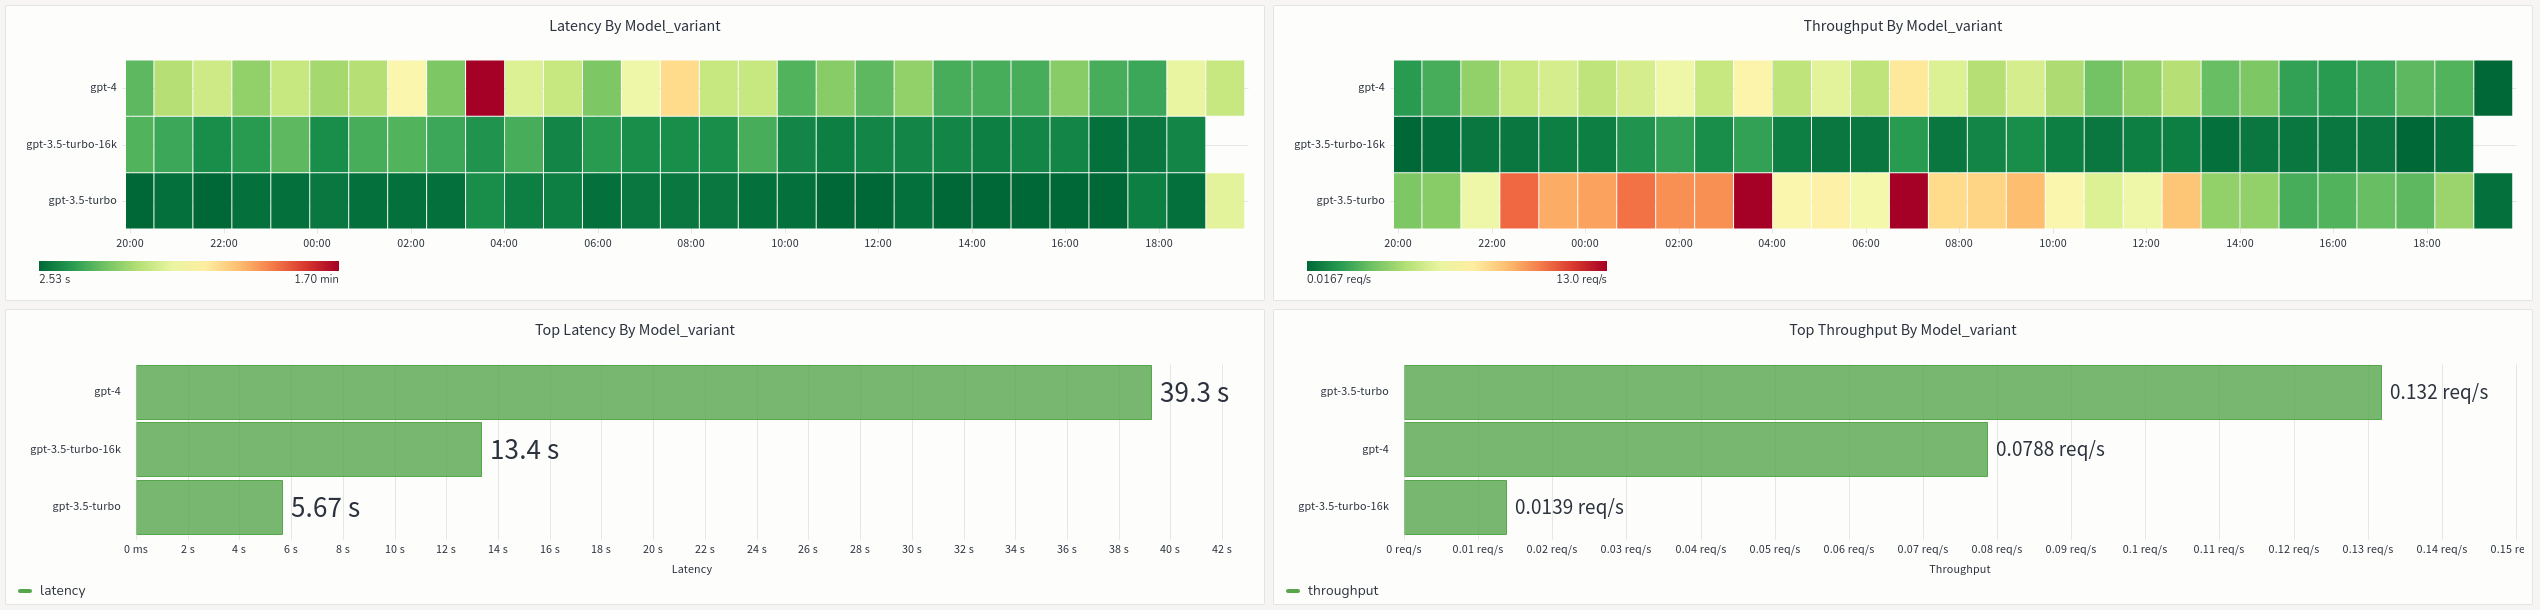 Latency By Model_variant
gpt-4
gpt-3.5-turbo-16k
gpt-3.5-turbo
20:00 22:00 00:00 02:00 04:00 06:00 08:00 10:00 12:00 14:00 16:00 18:00
2.53 s 1.70 min
Throughput By Model_variant
gpt-4
gpt-3.5-turbo-16k
gpt-3.5-turbo
20:00 22:00 00:00 02:00 04:00 06:00 08:00 10:00 12:00 14:00 16:00 18:00
0.0167 req/s 13.0 req/s
Top Latency By Model_variant
gpt-4 39.3 s
gpt-3.5-turbo-16k 13.4 s
gpt-3.5-turbo 5.67 s
0 ms 2 s 4 s 6 s 8 s 10 s 12 s 14 s 16 s 18 s 20 s 22 s 24 s 26 s 28 s 30 s 32 s 34 s 36 s 38 s 40 s 42 s
Latency
latency
Top Throughput By Model_variant
gpt-3.5-turbo 0.132 req/s
gpt-4 0.0788 req/s
gpt-3.5-turbo-16k 0.0139 req/s
0 req/s 0.01 req/s 0.02 req/s 0.03 req/s 0.04 req/s 0.05 req/s 0.06 req/s 0.07 req/s 0.08 req/s 0.09 req/s 0.1 req/s 0.11 req/s 0.12 req/s 0.13 req/s 0.14 req/s 0.15 re
Throughput
throughput